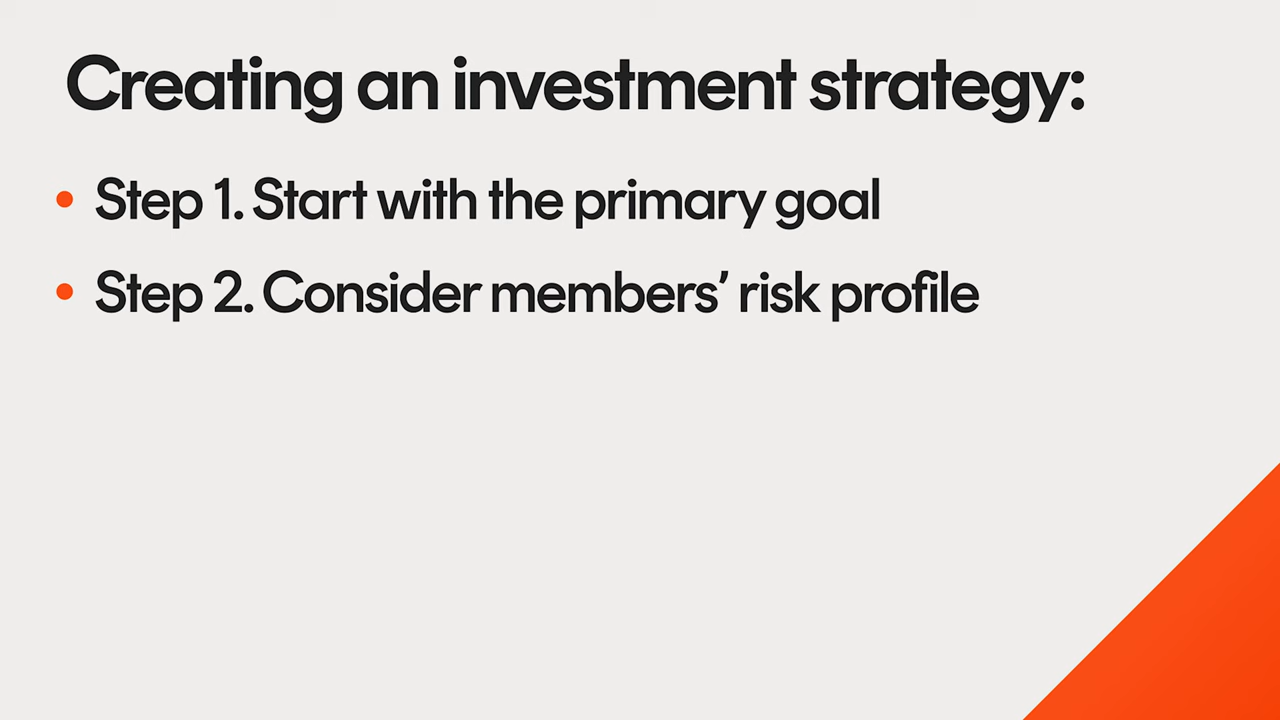 Creating an investment strategy:
• Step 1. Start with the primary goal
• Step 2. Consider members’ risk profile